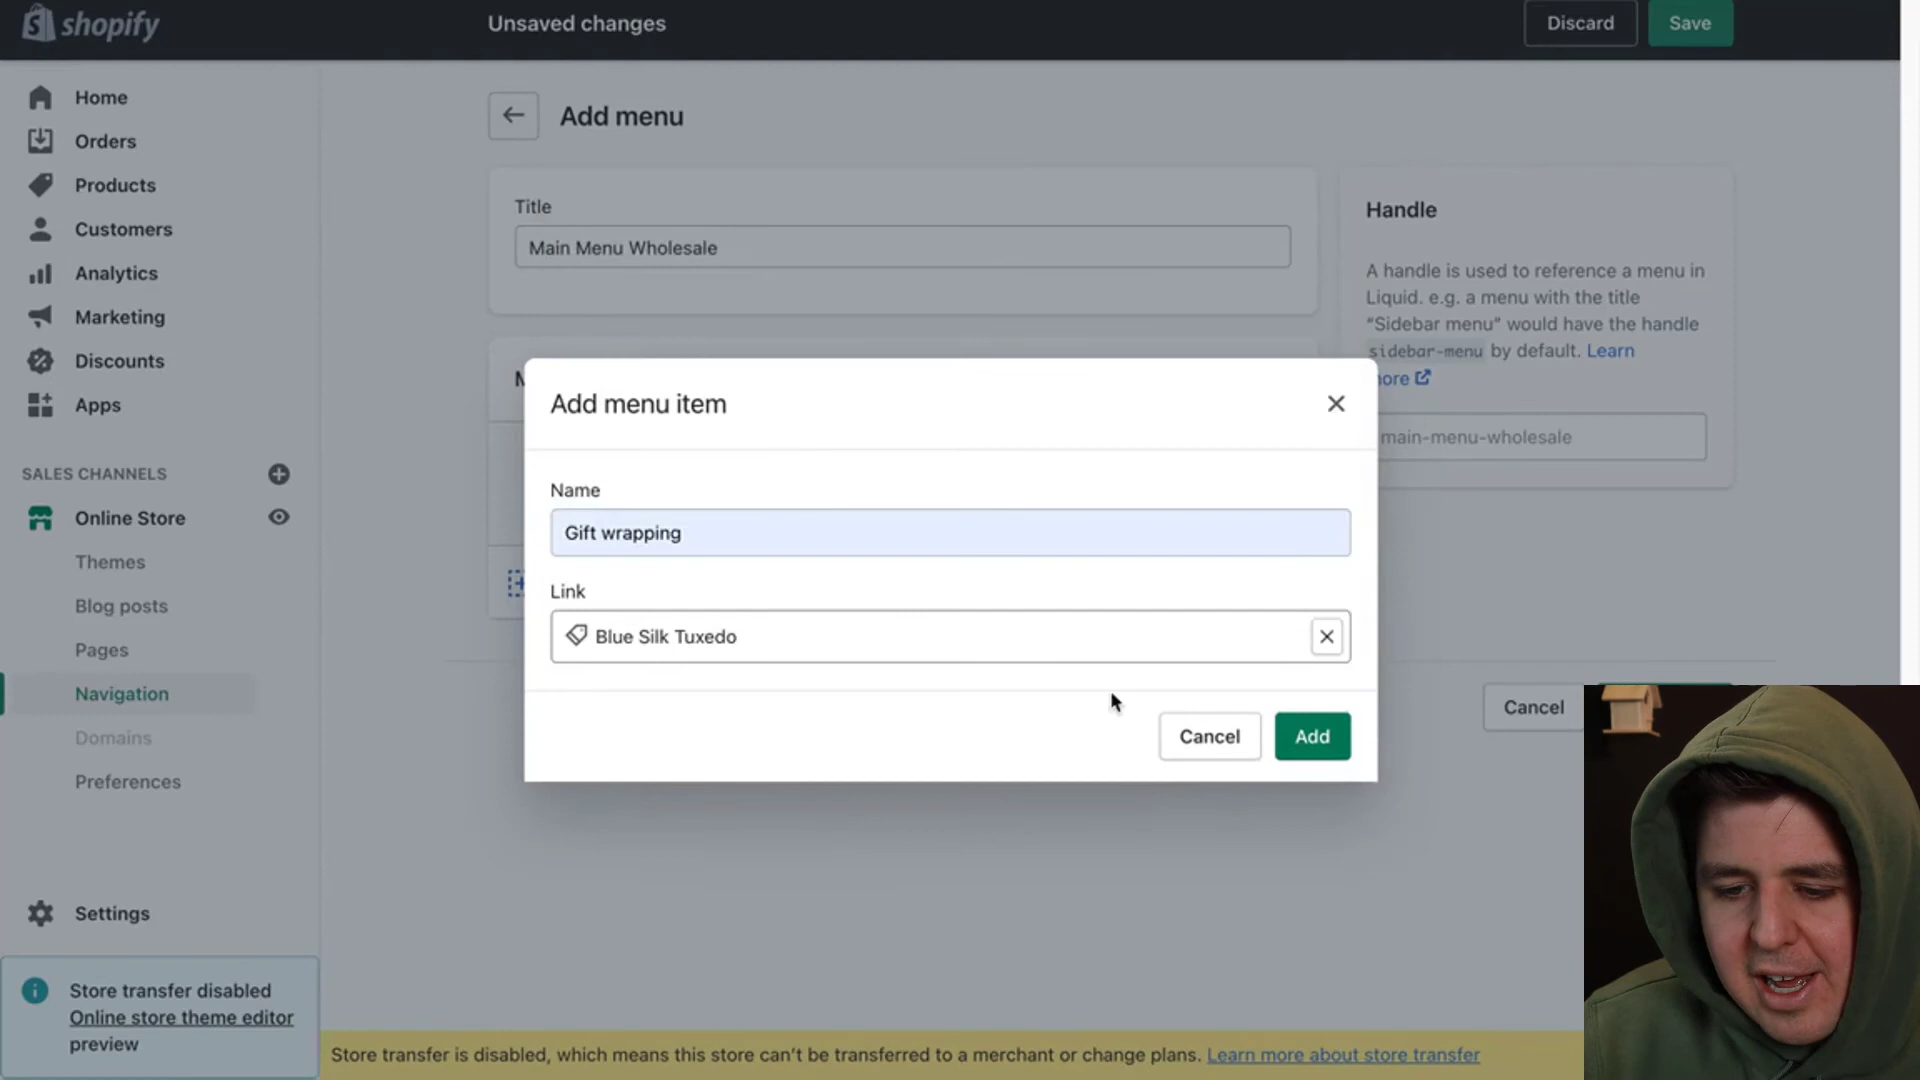 shopify
Unsaved changes
Discard
Save
Home
Orders
Products
Customers
Analytics
Marketing
Discounts
Apps
SALES CHANNELS
Online Store
Themes
Blog posts
Pages
Navigation
Domains
Preferences
Settings
Store transfer disabled
Online store theme editor
preview
Add menu
Title
Main Menu Wholesale
Handle
A handle is used to reference a menu in
Liquid. e.g. a menu with the title
“Sidebar menu” would have the handle
sidebar-menu by default. Learn
main-menu-wholesale
Add menu item
Name
Gift wrapping
Link
Blue Silk Tuxedo
Cancel
Add
Cancel
Store transfer is disabled, which means this store can’t be transferred to a merchant or change plans. Learn more about store transfer